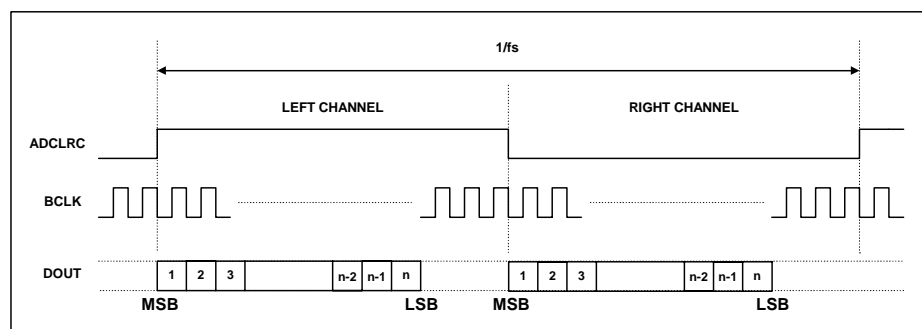 1/fs
LEFT CHANNEL RIGHT CHANNEL
ADCLRC
BCLK
DOUT 1 2 3 n-2 n-1 n 1 2 3 n-2 n-1 n
MSB LSB MSB LSB